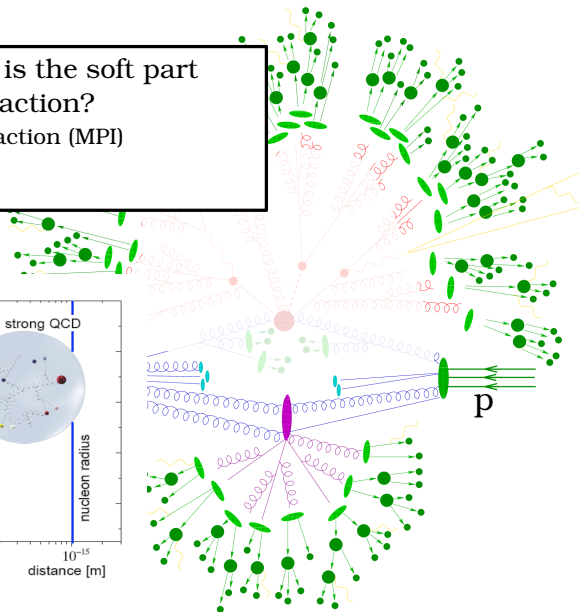 is the soft part
action?
action (MPI)
strong QCD
nucleon radius
p
10⁻¹⁵
distance [m]